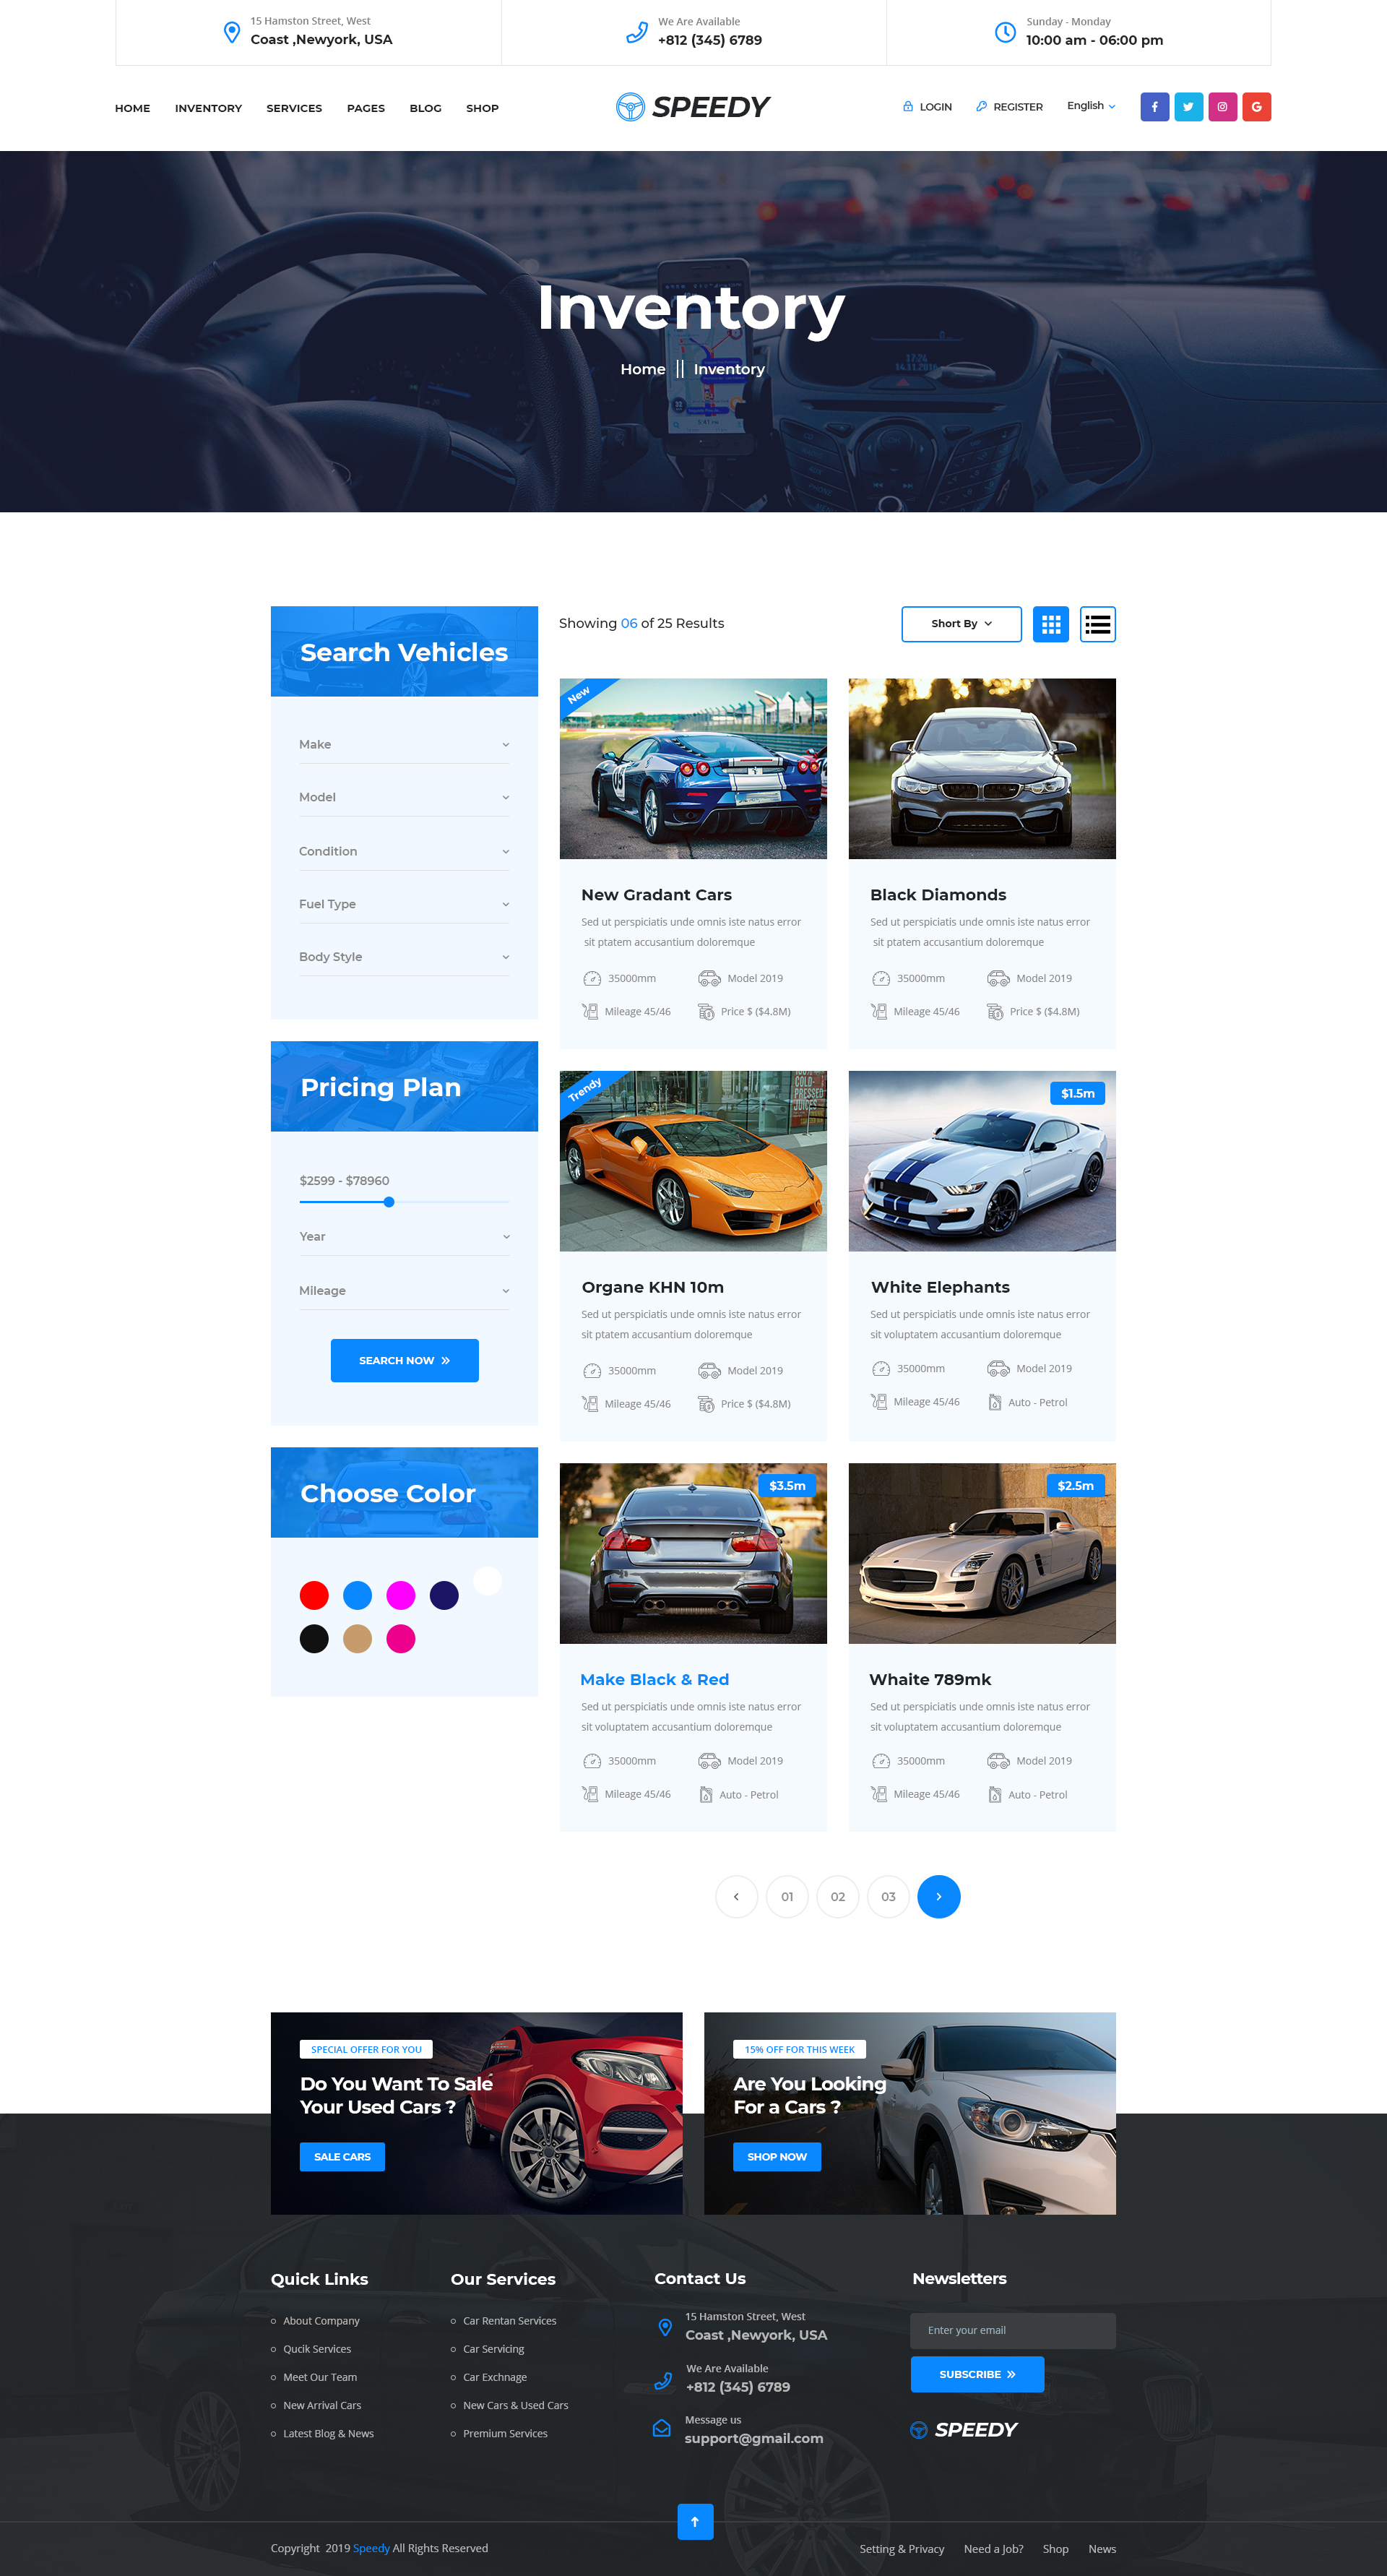 15 Hamston Street, West
Coast ,Newyork, USA
We Are Available
+812 (345) 6789
Sunday - Monday
10:00 am - 06:00 pm
HOME INVENTORY SERVICES PAGES BLOG SHOP
SPEEDY
LOGIN REGISTER English
Inventory
Home || Inventory
Search Vehicles
Make
Model
Condition
Fuel Type
Body Style
Pricing Plan
$2599 - $78960
Year
Mileage
SEARCH NOW
Choose Color
Showing 06 of 25 Results
Short By
New
New Gradant Cars
Sed ut perspiciatis unde omnis iste natus error
sit ptatem accusantium doloremque
35000mm Model 2019
Mileage 45/46 Price $ ($4.8M)
Black Diamonds
Sed ut perspiciatis unde omnis iste natus error
sit ptatem accusantium doloremque
35000mm Model 2019
Mileage 45/46 Price $ ($4.8M)
Trendy
COLD-
PRESSED
JUICES
Organe KHN 10m
Sed ut perspiciatis unde omnis iste natus error
sit ptatem accusantium doloremque
35000mm Model 2019
Mileage 45/46 Price $ ($4.8M)
$1.5m
White Elephants
Sed ut perspiciatis unde omnis iste natus error
sit voluptatem accusantium doloremque
35000mm Model 2019
Mileage 45/46 Auto - Petrol
$3.5m
Make Black & Red
Sed ut perspiciatis unde omnis iste natus error
sit voluptatem accusantium doloremque
35000mm Model 2019
Mileage 45/46 Auto - Petrol
$2.5m
Whaite 789mk
Sed ut perspiciatis unde omnis iste natus error
sit voluptatem accusantium doloremque
35000mm Model 2019
Mileage 45/46 Auto - Petrol
01 02 03
SPECIAL OFFER FOR YOU
Do You Want To Sale
Your Used Cars ?
SALE CARS
15% OFF FOR THIS WEEK
Are You Looking
For a Cars ?
SHOP NOW
Quick Links
About Company
Qucik Services
Meet Our Team
New Arrival Cars
Latest Blog & News
Our Services
Car Rentan Services
Car Servicing
Car Exchnage
New Cars & Used Cars
Premium Services
Contact Us
15 Hamston Street, West
Coast ,Newyork, USA
We Are Available
+812 (345) 6789
Message us
support@gmail.com
Newsletters
Enter your email
SUBSCRIBE
SPEEDY
Copyright 2019 Speedy All Rights Reserved
Setting & Privacy Need a Job? Shop News